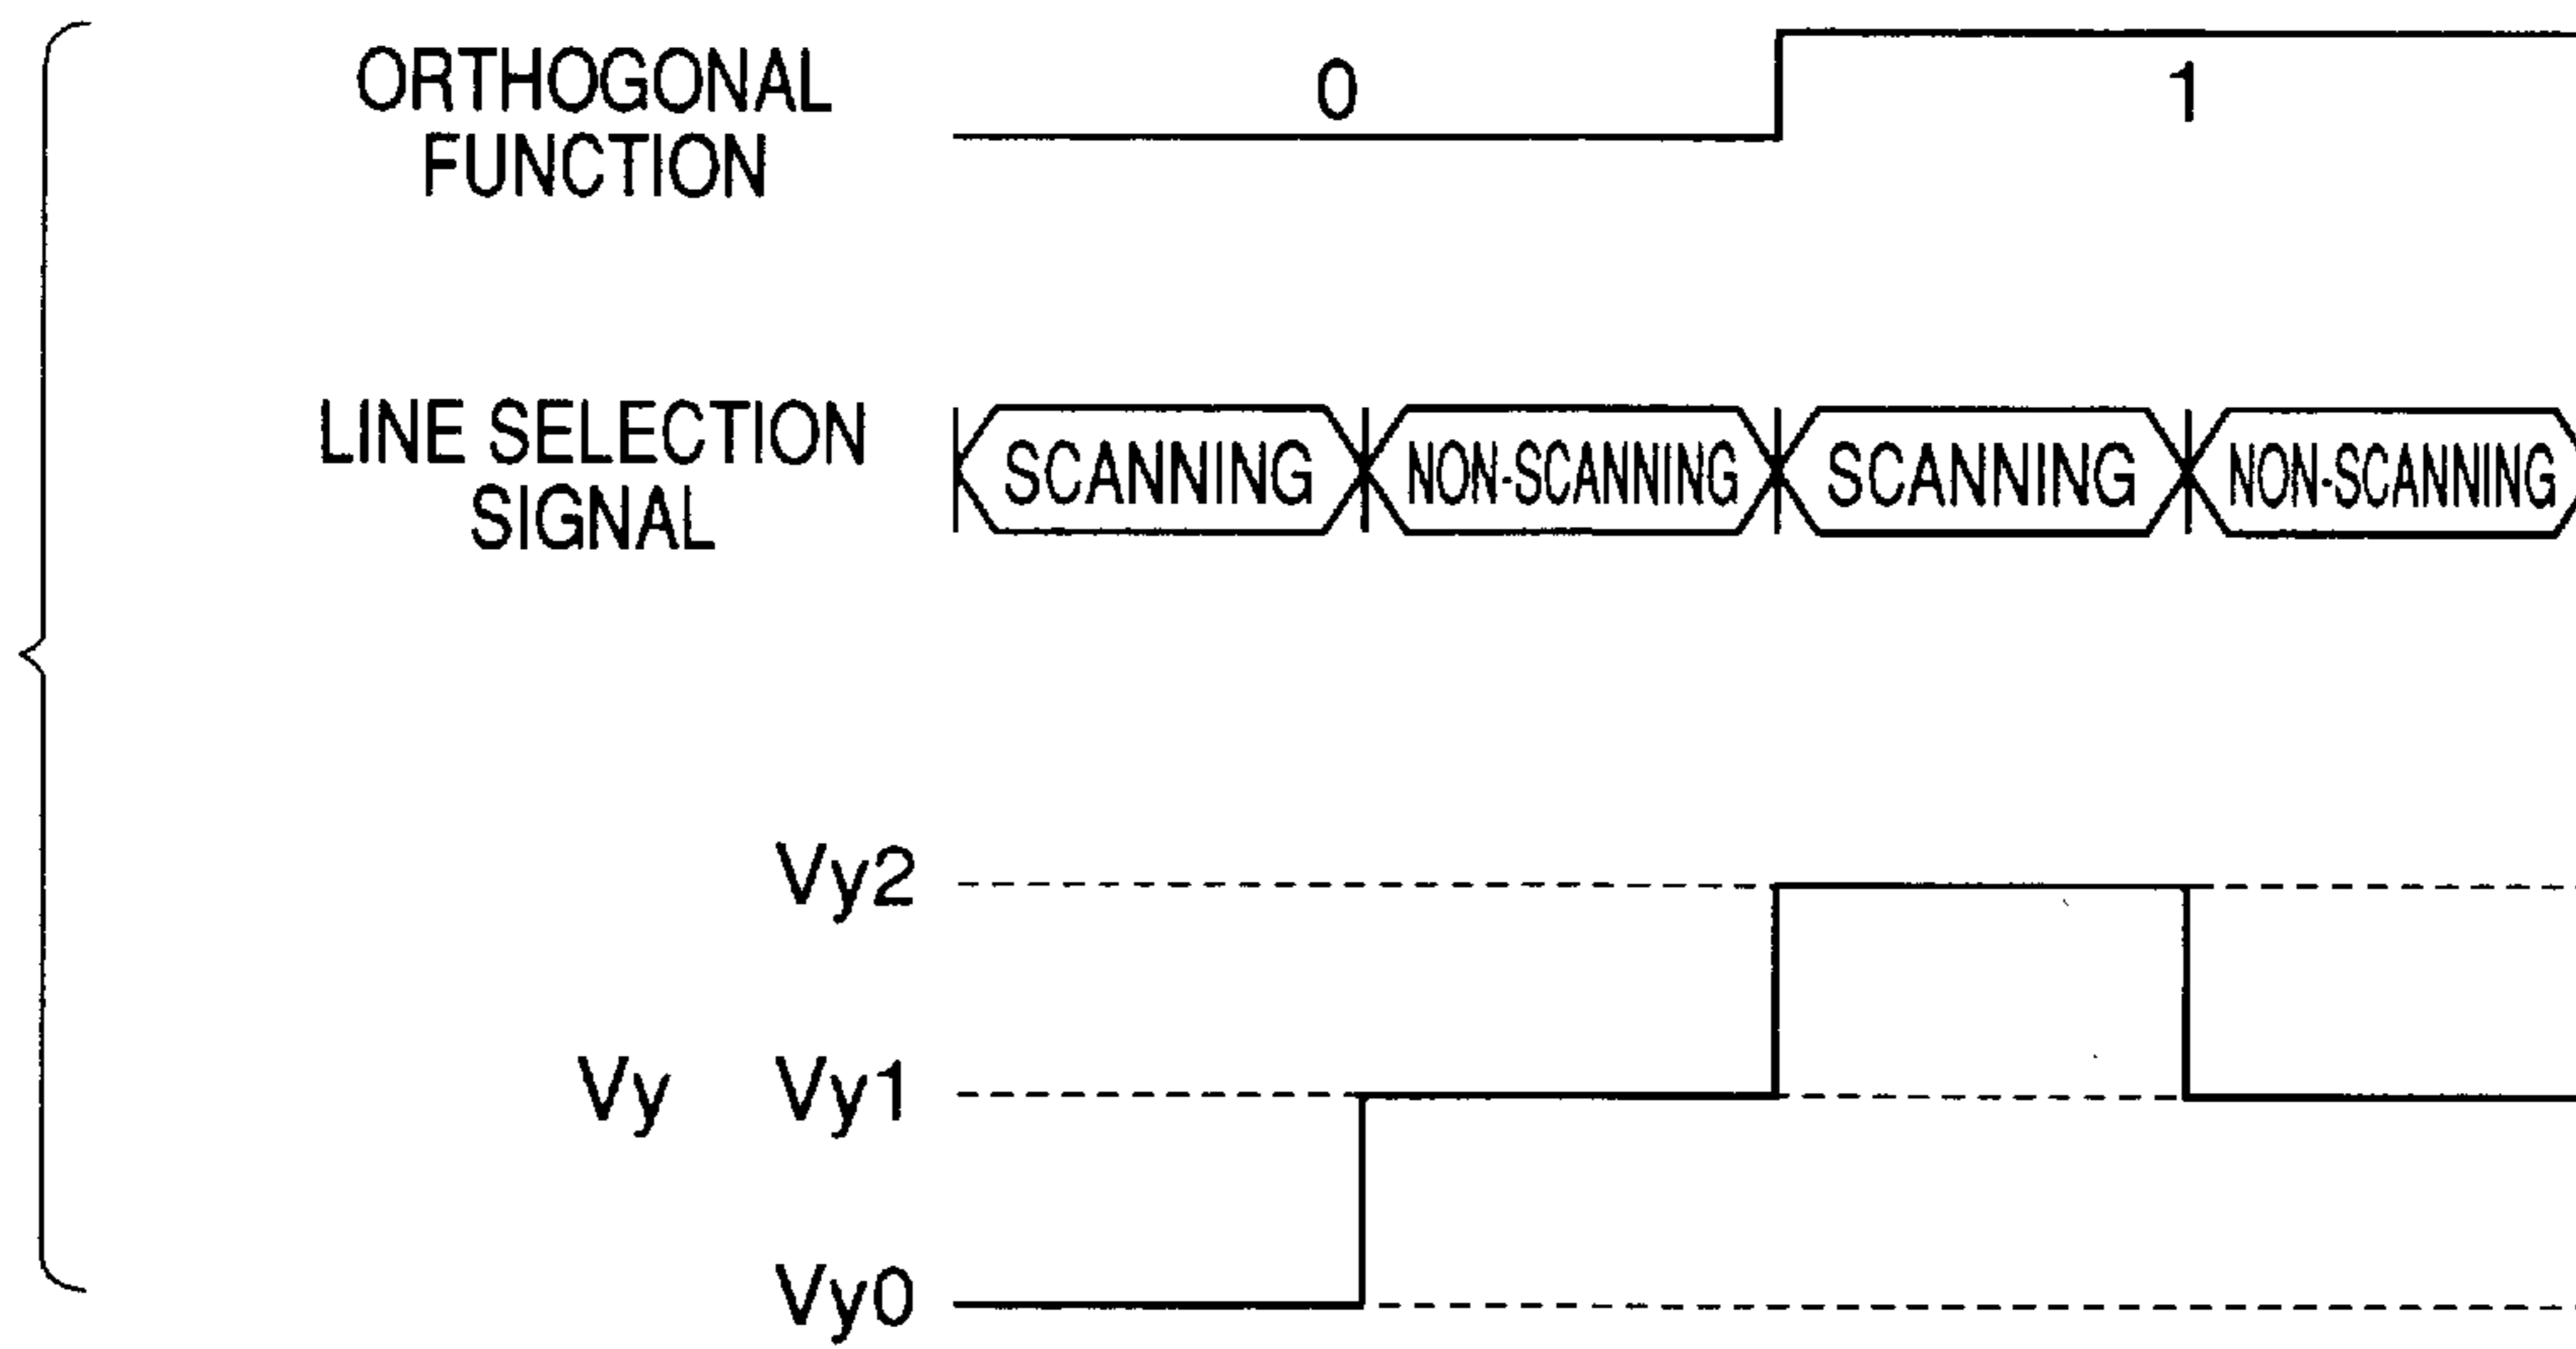 ORTHOGONAL
FUNCTION
0
1
LINE SELECTION
SIGNAL
SCANNING
NON-SCANNING
SCANNING
NON-SCANNING
Vy2
Vy
Vy1
Vy0